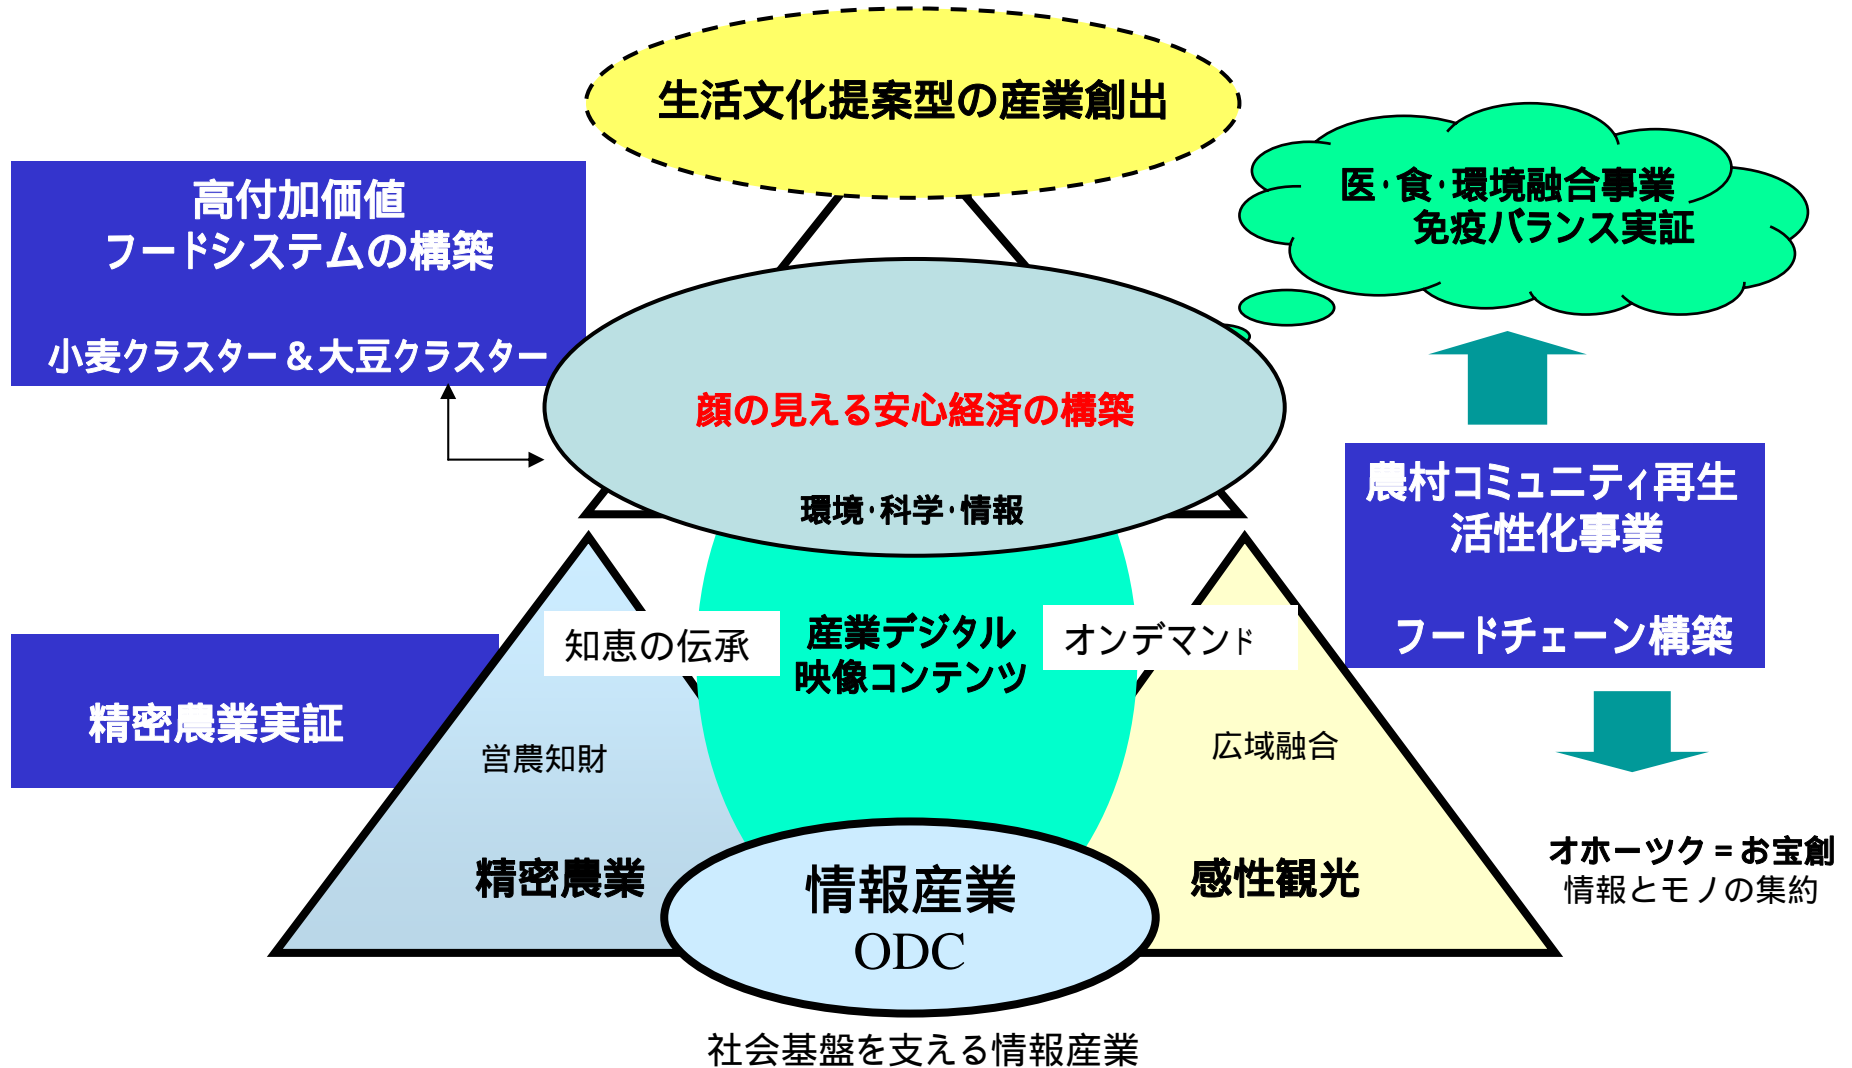 生活文化提案型の産業創出
高付加価値
フードシステムの構築
小麦クラスター＆大豆クラスター
医・食・環境融合事業
免疫バランス実証
顔の見える安心経済の構築
環境・科学・情報
農村コミュニティ再生
活性化事業
フードチェーン構築
知恵の伝承
産業デジタル
映像コンテンツ
オンデマンド
精密農業実証
営農知財
広域融合
精密農業
感性観光
オホーツク＝お宝創
情報とモノの集約
情報産業
ODC
社会基盤を支える情報産業